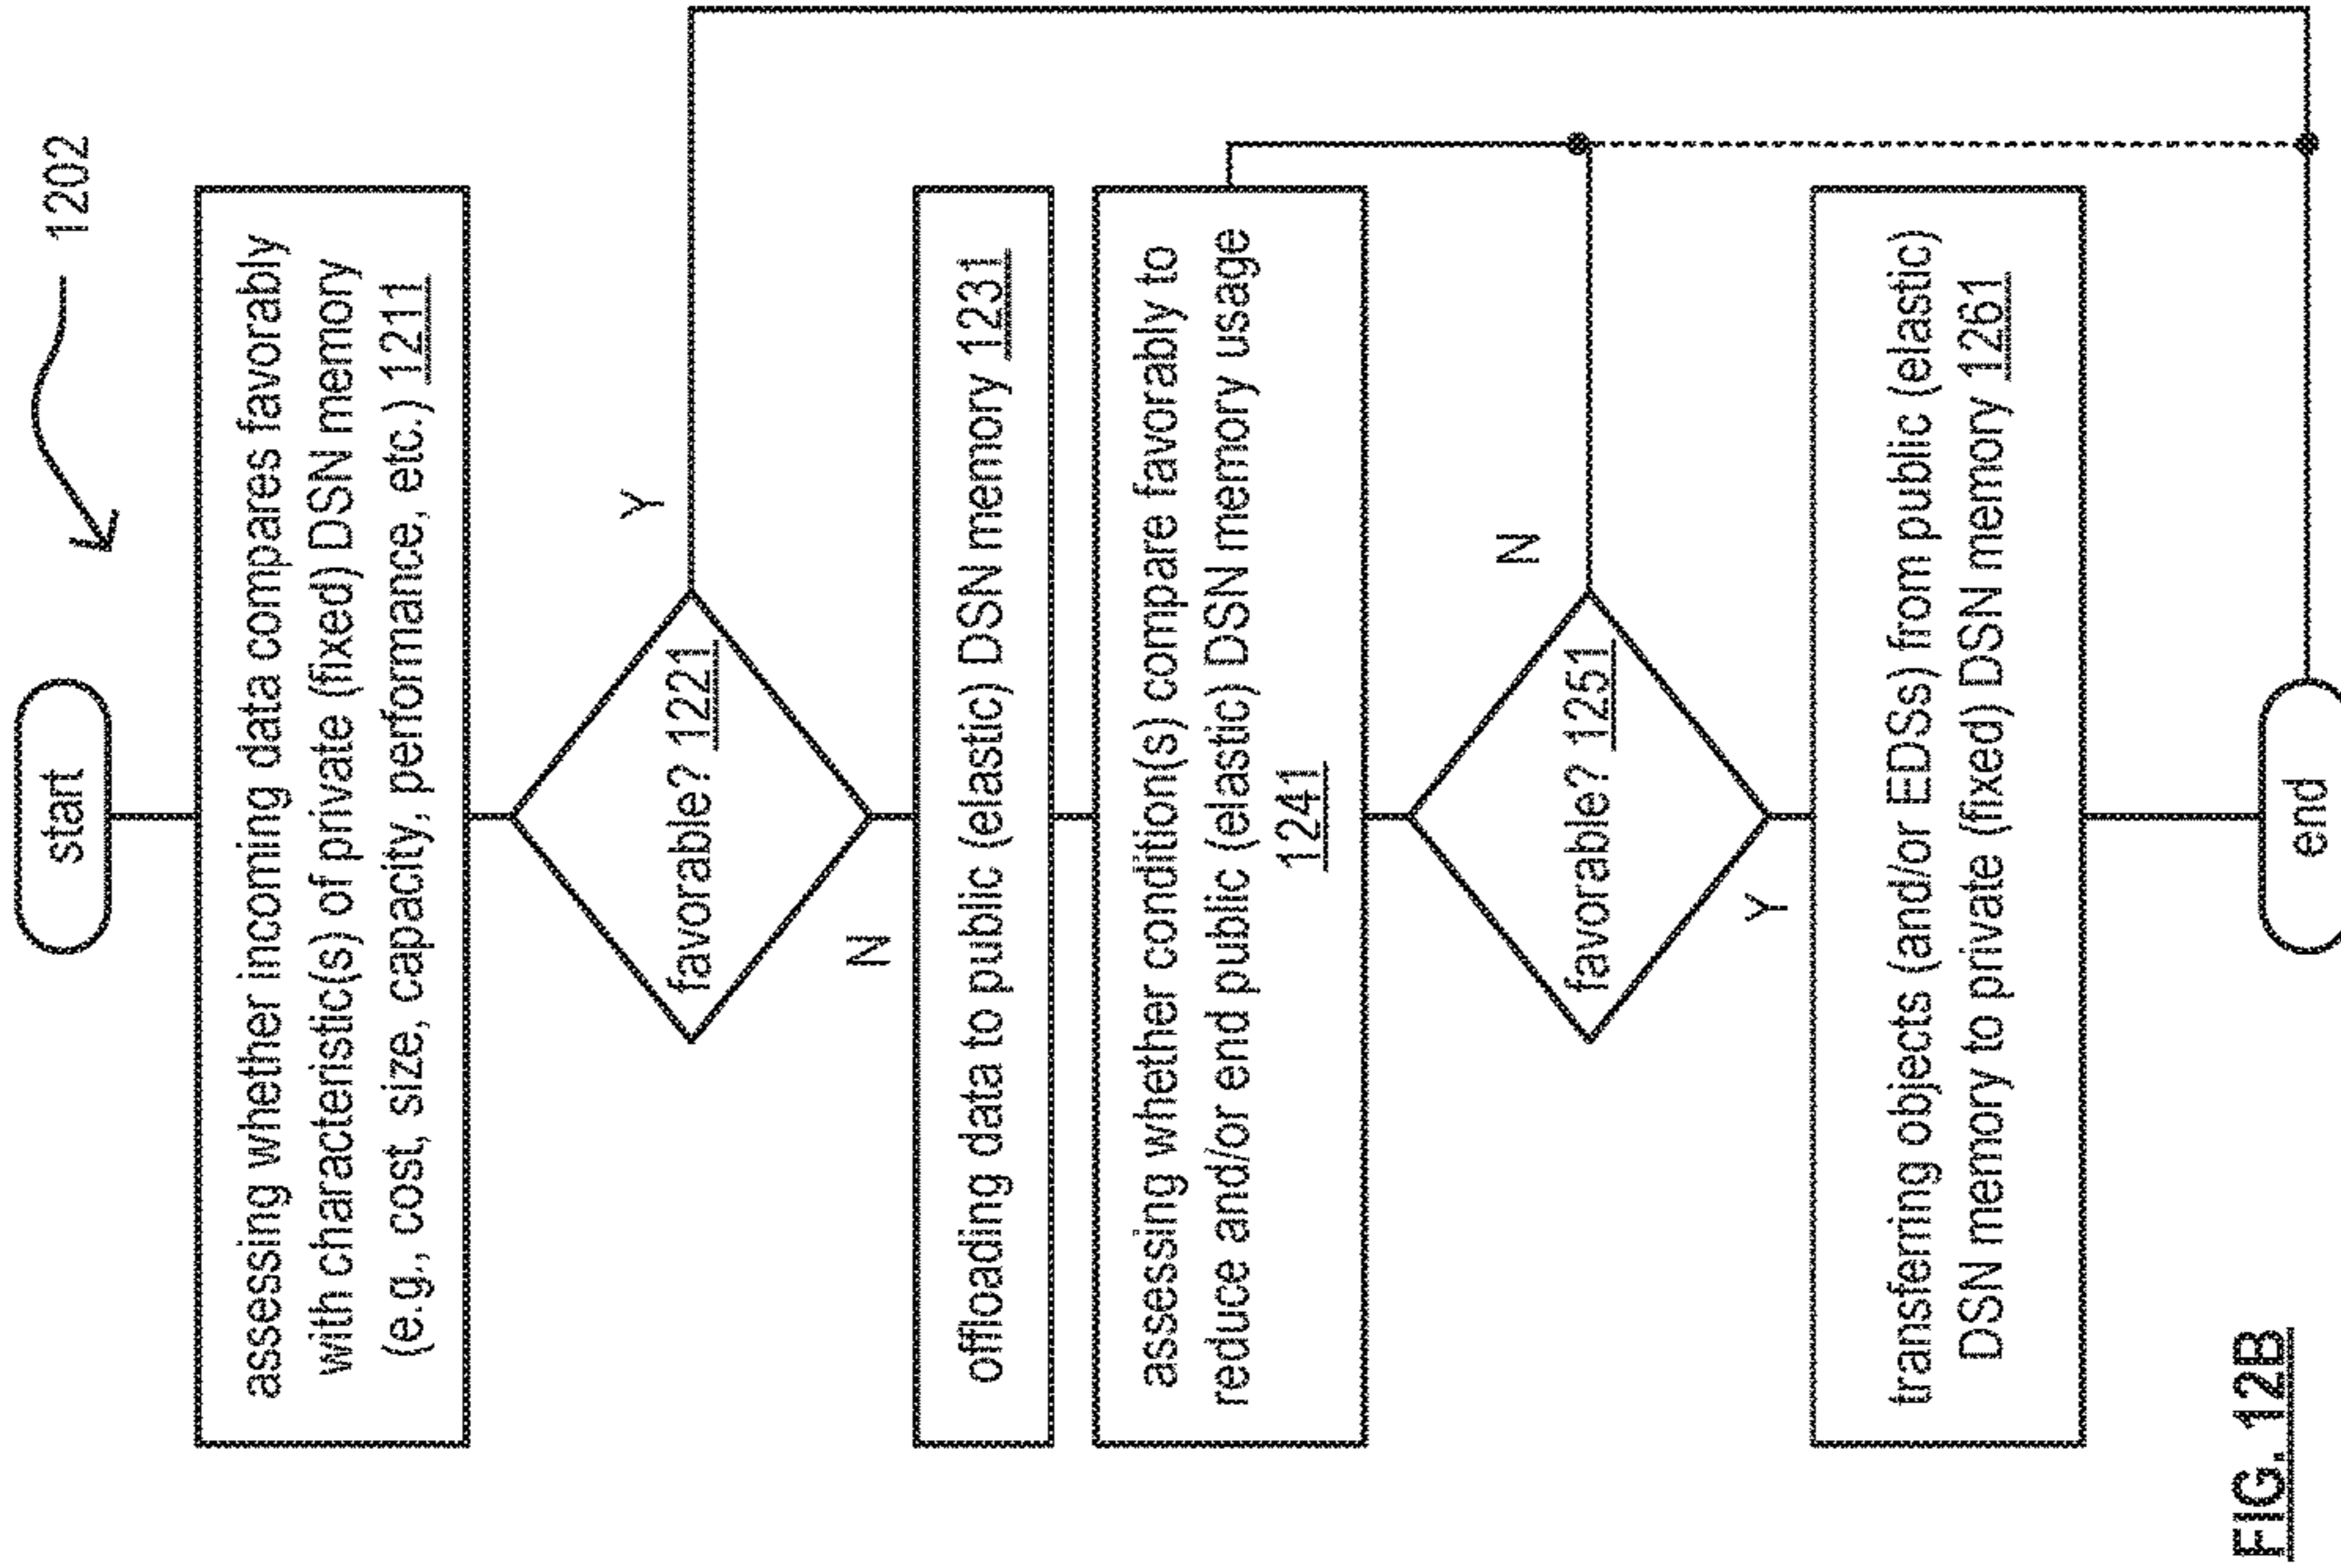 1202
start
assessing whether incoming data compares favorably
with characteristic(s) of private (fixed) DSN memory
(e.g., cost, size, capacity, performance, etc.) 1211
favorable? 1221
Y
N
offloading data to public (elastic) DSN memory 1231
assessing whether condition(s) compare favorably to
reduce and/or end public (elastic) DSN memory usage
1241
favorable? 1251
N
Y
transferring objects (and/or EDSs) from public (elastic)
DSN memory to private (fixed) DSN memory 1261
end
FIG. 12B